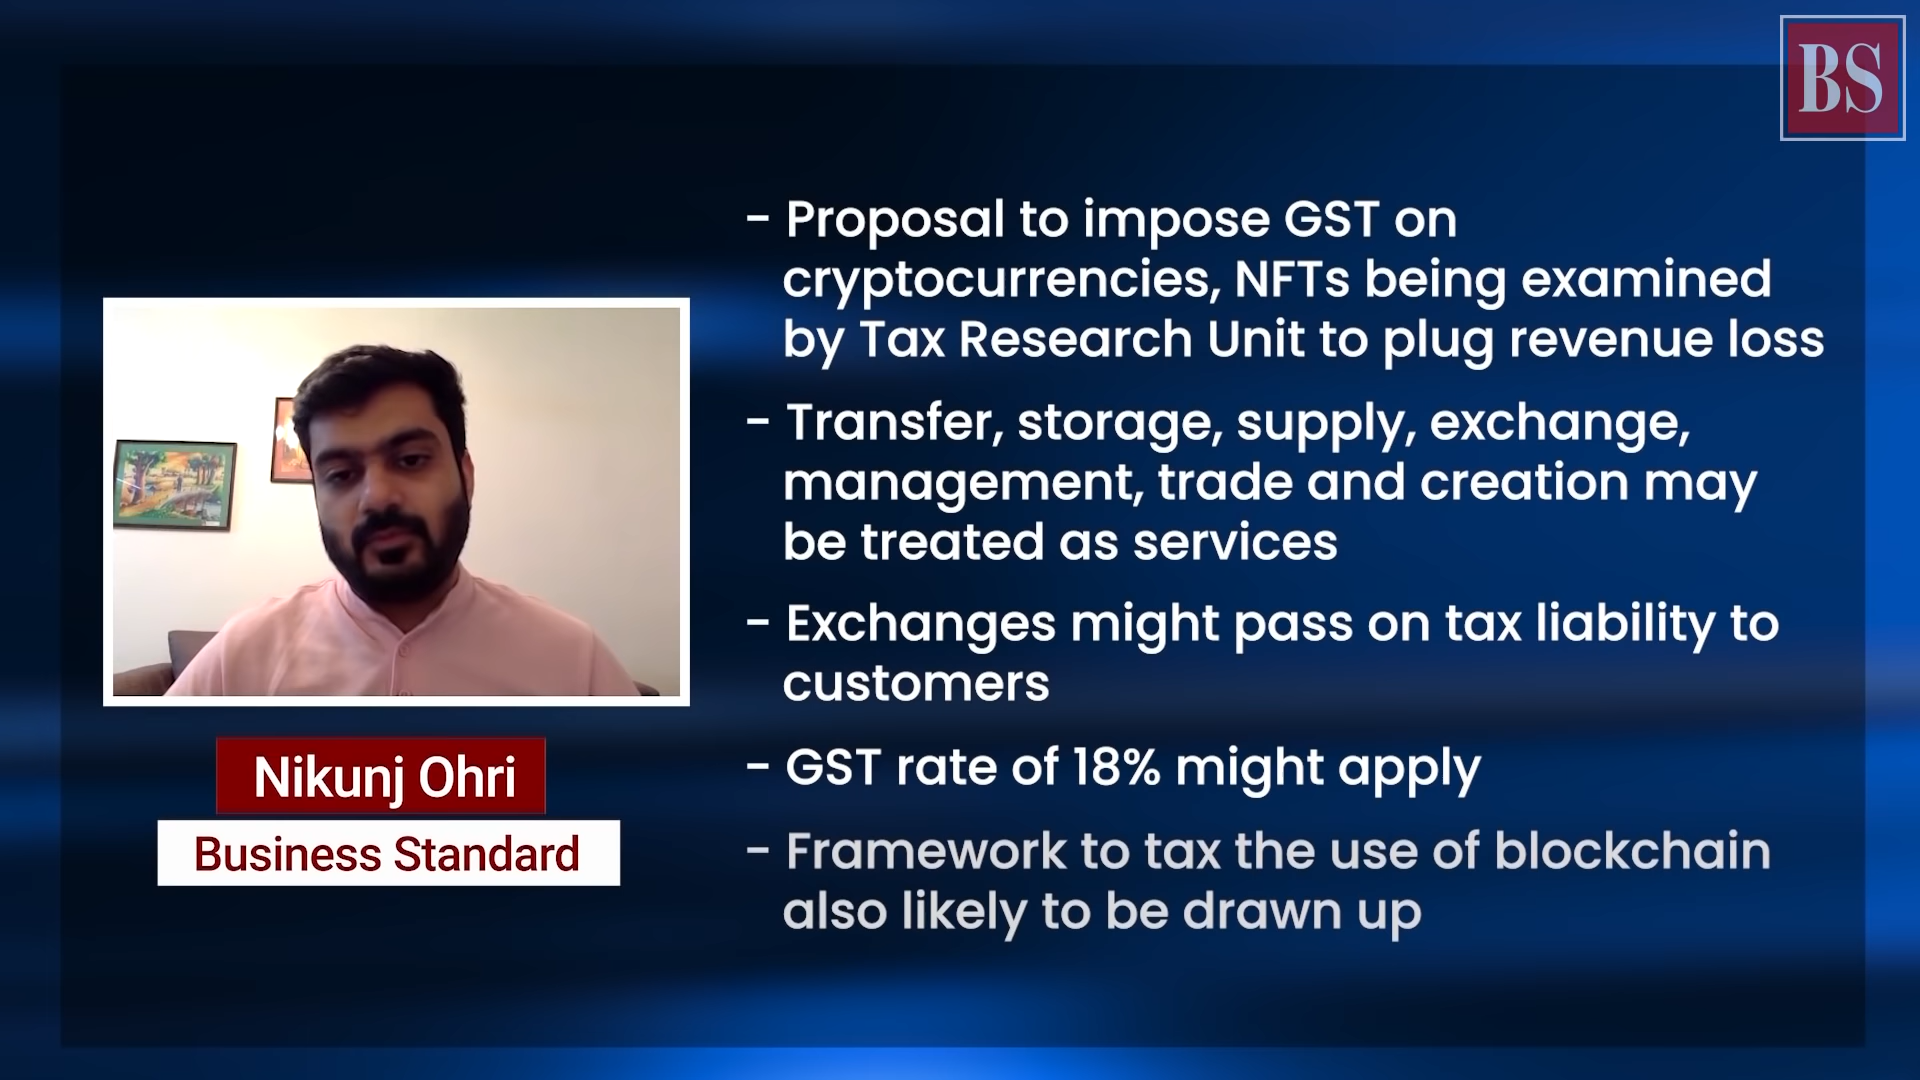 BS
- Proposal to impose GST on
cryptocurrencies, NFTs being examined
by Tax Research Unit to plug revenue loss
- Transfer, storage, supply, exchange,
management, trade and creation may
be treated as services
- Exchanges might pass on tax liability to
customers
- GST rate of 18% might apply
- Framework to tax the use of blockchain
also likely to be drawn up
Nikunj Ohri
Business Standard